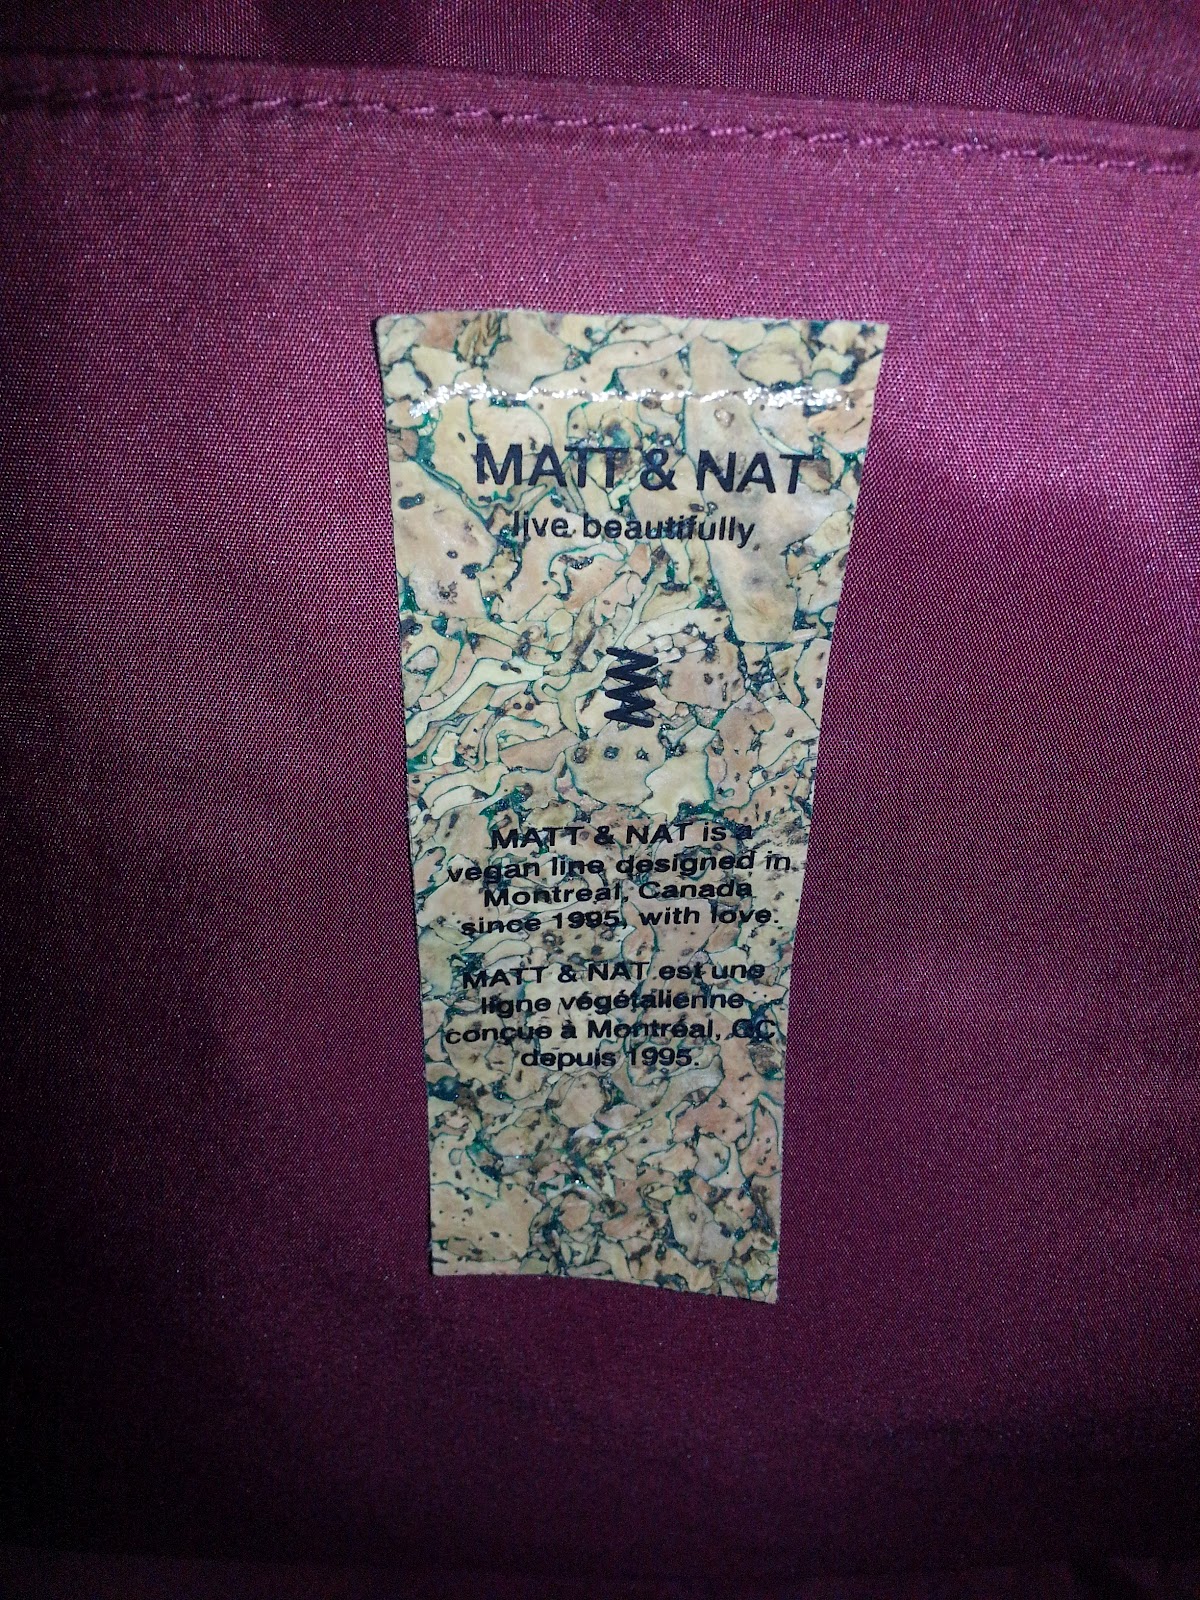 MATT & NAT
live beautifully
MATT & NAT is a
vegan line designed in
Montreal, Canada
since 1995, with love.
MATT & NAT est une
ligne végétalienne
conçue à Montréal, QC
depuis 1995.